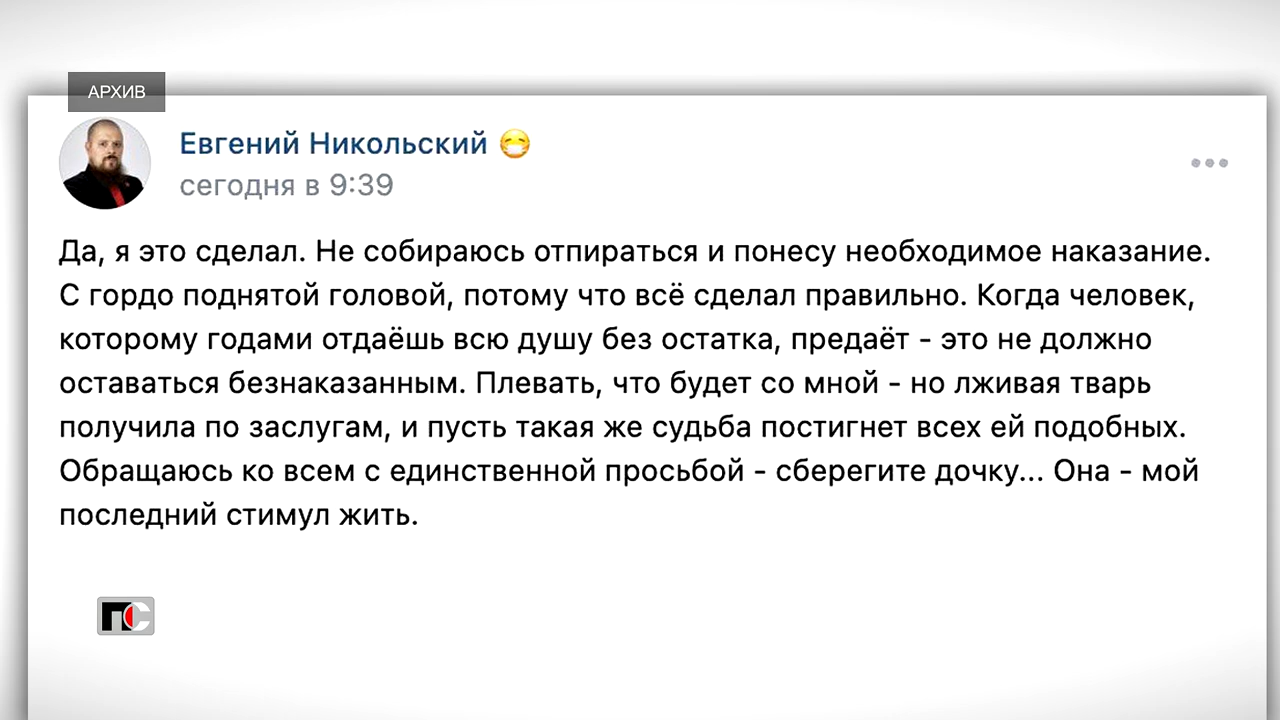 АРХИВ
Евгений Никольский
сегодня в 9:39
Да, я это сделал. Не собираюсь отпираться и понесу необходимое наказание.
С гордо поднятой головой, потому что всё сделал правильно. Когда человек,
которому годами отдаёшь всю душу без остатка, предаёт - это не должно
оставаться безнаказанным. Плевать, что будет со мной - но лживая тварь
получила по заслугам, и пусть такая же судьба постигнет всех ей подобных.
Обращаюсь ко всем с единственной просьбой - сберегите дочку... Она - мой
последний стимул жить.
ПС